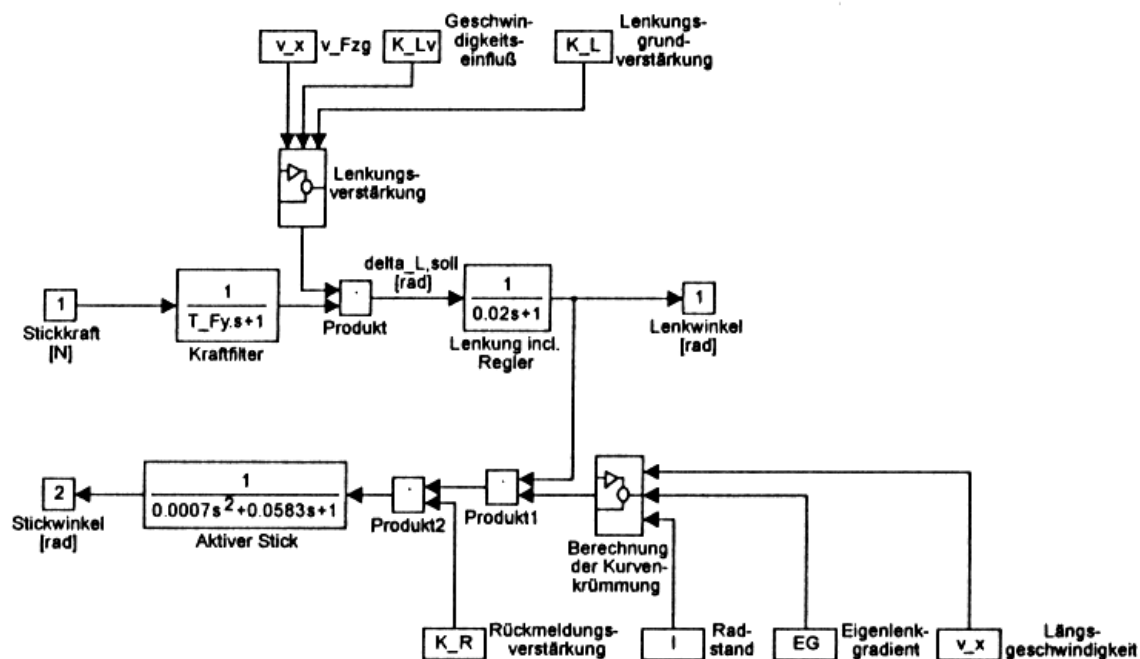 v_x
v_Fzg
K_Lv
Geschwin-
digkeits-
einfluß
K_L
Lenkungs-
grund-
verstärkung
Lenkungs-
verstärkung
1
Stickkraft
[N]
1
T_Fy.s+1
Kraftfilter
Produkt
delta_L,soll
[rad]
1
0.02s+1
Lenkung incl.
Regler
1
Lenkwinkel
[rad]
2
Stickwinkel
[rad]
1
0.0007s²+0.0583s+1
Aktiver Stick
Produkt2
Produkt1
Berechnung
der Kurven-
krümmung
K_R
Rückmeldungs-
verstärkung
l
Rad-
stand
EG
Eigenlenk-
gradient
v_x
Längs-
geschwindigkeit